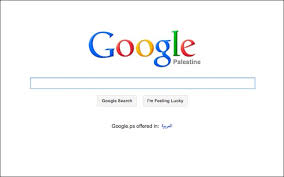 Google
Palestine
Google Search I'm Feeling Lucky
Google.ps offered in: العربية